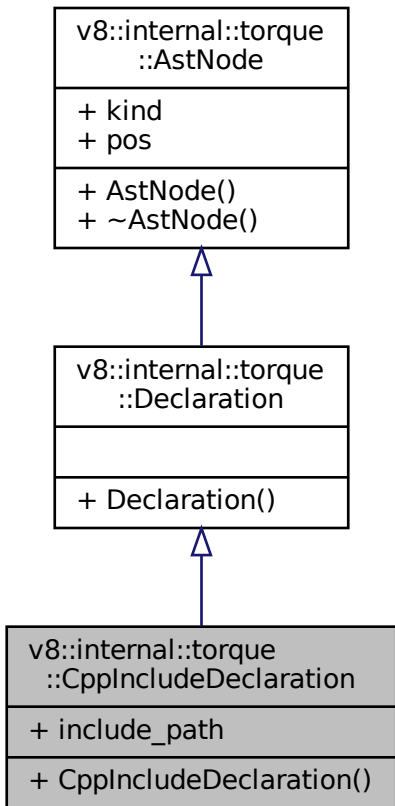 v8::internal::torque
::AstNode
+ kind
+ pos
+ AstNode()
+ ~AstNode()
v8::internal::torque
::Declaration
+ Declaration()
v8::internal::torque
::CppIncludeDeclaration
+ include_path
+ CppIncludeDeclaration()